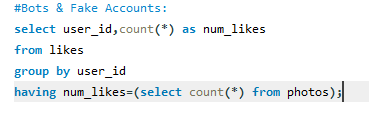 #Bots & Fake Accounts:
select user_id,count(*) as num_likes
from likes
group by user_id
having num_likes=(select count(*) from photos);